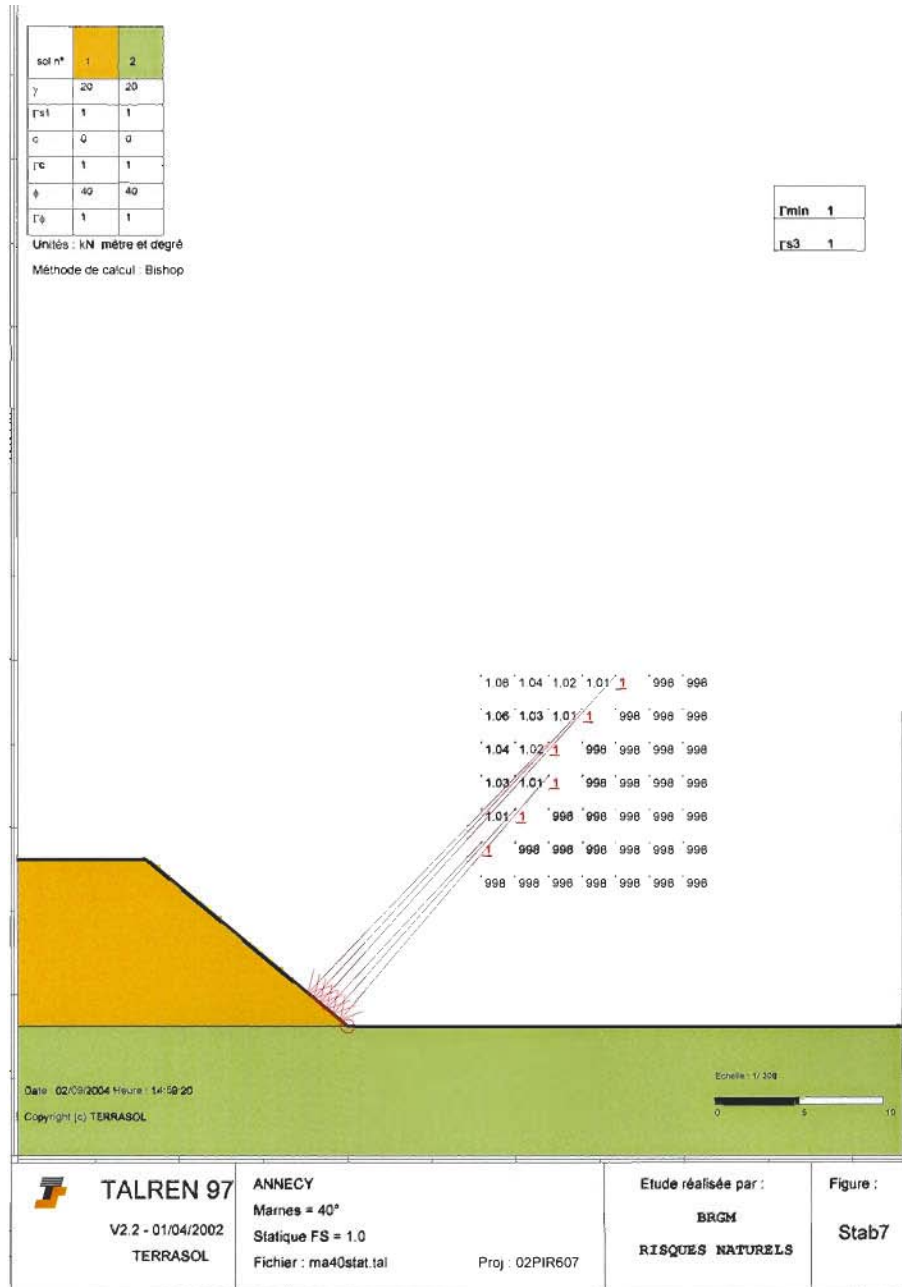 sol n° 1 2
γ 20 20
Γs1 1 1
c 0 0
Γc 1 1
ϕ 40 40
Γϕ 1 1
Unités : kN mètre et degré
Méthode de calcul : Bishop
Γmin 1
Γs3 1
1.06 1.04 1.02 1.01 1 998 998
1.06 1.03 1.01 1 998 998 998
1.04 1.02 1 998 998 998 998
1.03 1.01 1 998 998 998 998
1.01 1 998 998 998 998 998
1 998 998 998 998 998 998
998 998 998 998 998 998 998
Date : 02/09/2004 Heure : 14:59:20
Copyright (c) TERRASOL
Echelle : 1/
0 5 10
TALREN 97
V2.2 - 01/04/2002
TERRASOL
ANNECY
Marnes = 40°
Statique FS = 1.0
Fichier : ma40stat.tal
Proj : 02PIR607
Etude réalisée par :
BRGM
RISQUES NATURELS
Figure :
Stab7